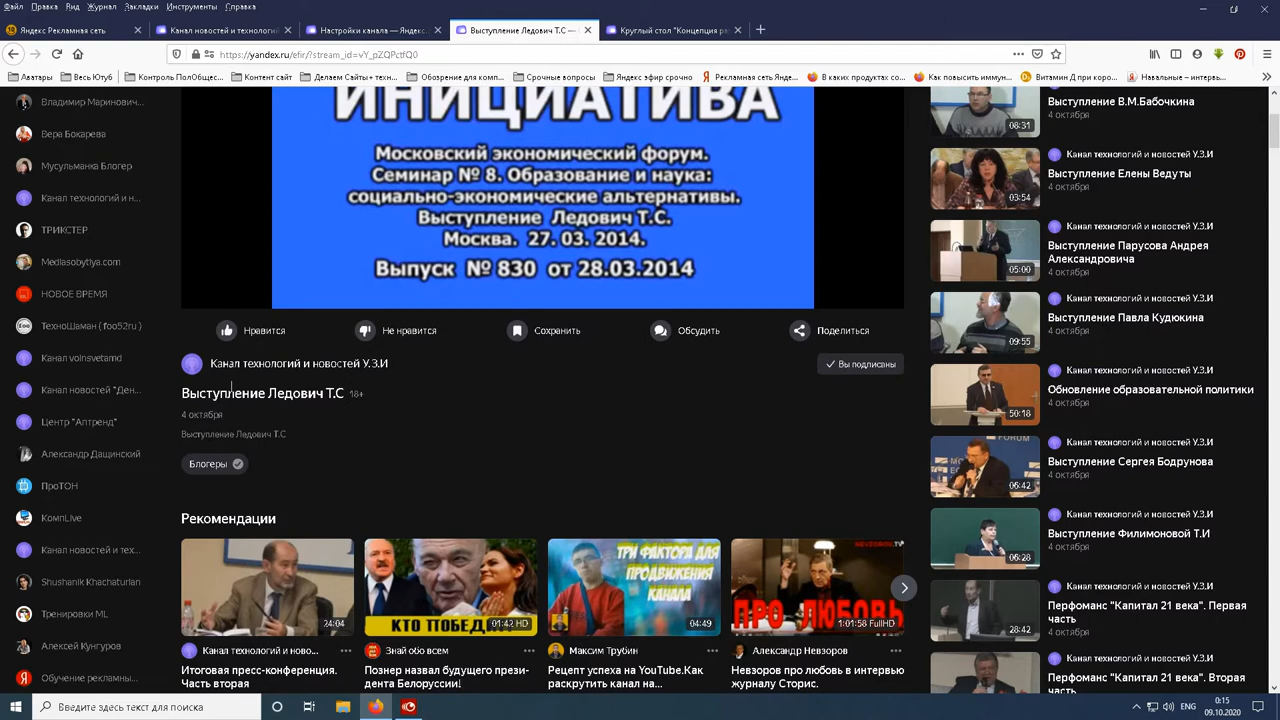 Файл Правка Вид Журнал Закладки Инструменты Справка
Яндекс Рекламная сеть
Канал новостей и технологий
Настройки канала — Яндекс.
Выступление Ледович Т.С —
Круглый стол "Концепция ра
https://yandex.ru/efir/?stream_id=vY_pZQPctfQ0
Аватары
Весь Ютуб
Контроль ПолОбщес...
Контент сайт
Делаем Сайты+ техн...
Обозрение для комп...
Срочные вопросы
Яндекс эфир срочно
Рекламная сеть Янде...
В каких продуктах со...
Как повысить иммун...
Витамин Д при коро...
«Навальные – интерв...
Владимир Маринович...
Вера Бокарева
Мусульманка Блогер
Канал технологий и н...
ТРИКСТЕР
Mediasobytiya.com
НОВОЕ ВРЕМЯ
ТехноШаман ( foo52ru )
Канал volnsvetamd
Канал новостей "Ден...
Центр "Аптренд"
Александр Дащинский
ПроТОН
КомпLive
Канал новостей и тех...
Shushanik Khachaturian
Тренировки ML
Алексей Кунгуров
Обучение рекламны...
ИНИЦИАТИВА
Московский экономический форум.
Семинар № 8. Образование и наука:
социально-экономические альтернативы.
Выступление Ледович Т.С.
Москва. 27. 03. 2014.
Выпуск № 830 от 28.03.2014
Нравится
Не нравится
Сохранить
Обсудить
Поделиться
Канал технологий и новостей У.З.И
Вы подписаны
Выступление Ледович Т.С 18+
4 октября
Выступление Ледович Т.С
Блогеры
Рекомендации
24:04
КТО ПОБЕД
01:42 HD
ТРИ ФАКТОРА ДЛЯ
ПРОДВИЖЕНИЯ
КАНАЛА
04:49
NEVZOROV.TV
ПРО ЛЮБОВЬ
1:01:58 FullHD
Канал технологий и ново...
Итоговая пресс-конференция.
Часть вторая
Знай обо всем
Познер назвал будущего прези-
дента Белоруссии!
Максим Трубин
Рецепт успеха на YouTube.Как
раскрутить канал на...
Александр Невзоров
Невзоров про любовь в интервью
журналу Сторис.
08:31
Выступление В.М.Бабочкина
4 октября
03:54
Канал технологий и новостей У.З.И
Выступление Елены Ведуты
4 октября
05:00
Канал технологий и новостей У.З.И
Выступление Парусова Андрея
Александровича
4 октября
09:55
Канал технологий и новостей У.З.И
Выступление Павла Кудюкина
4 октября
50:18
Канал технологий и новостей У.З.И
Обновление образовательной политики
4 октября
06:42
Канал технологий и новостей У.З.И
Выступление Сергея Бодрунова
4 октября
06:28
Канал технологий и новостей У.З.И
Выступление Филимоновой Т.И
4 октября
28:42
Канал технологий и новостей У.З.И
Перфоманс "Капитал 21 века". Первая
часть
4 октября
Канал технологий и новостей У.З.И
Перфоманс "Капитал 21 века". Вторая
часть
Введите здесь текст для поиска
ENG
0:15
09.10.2020